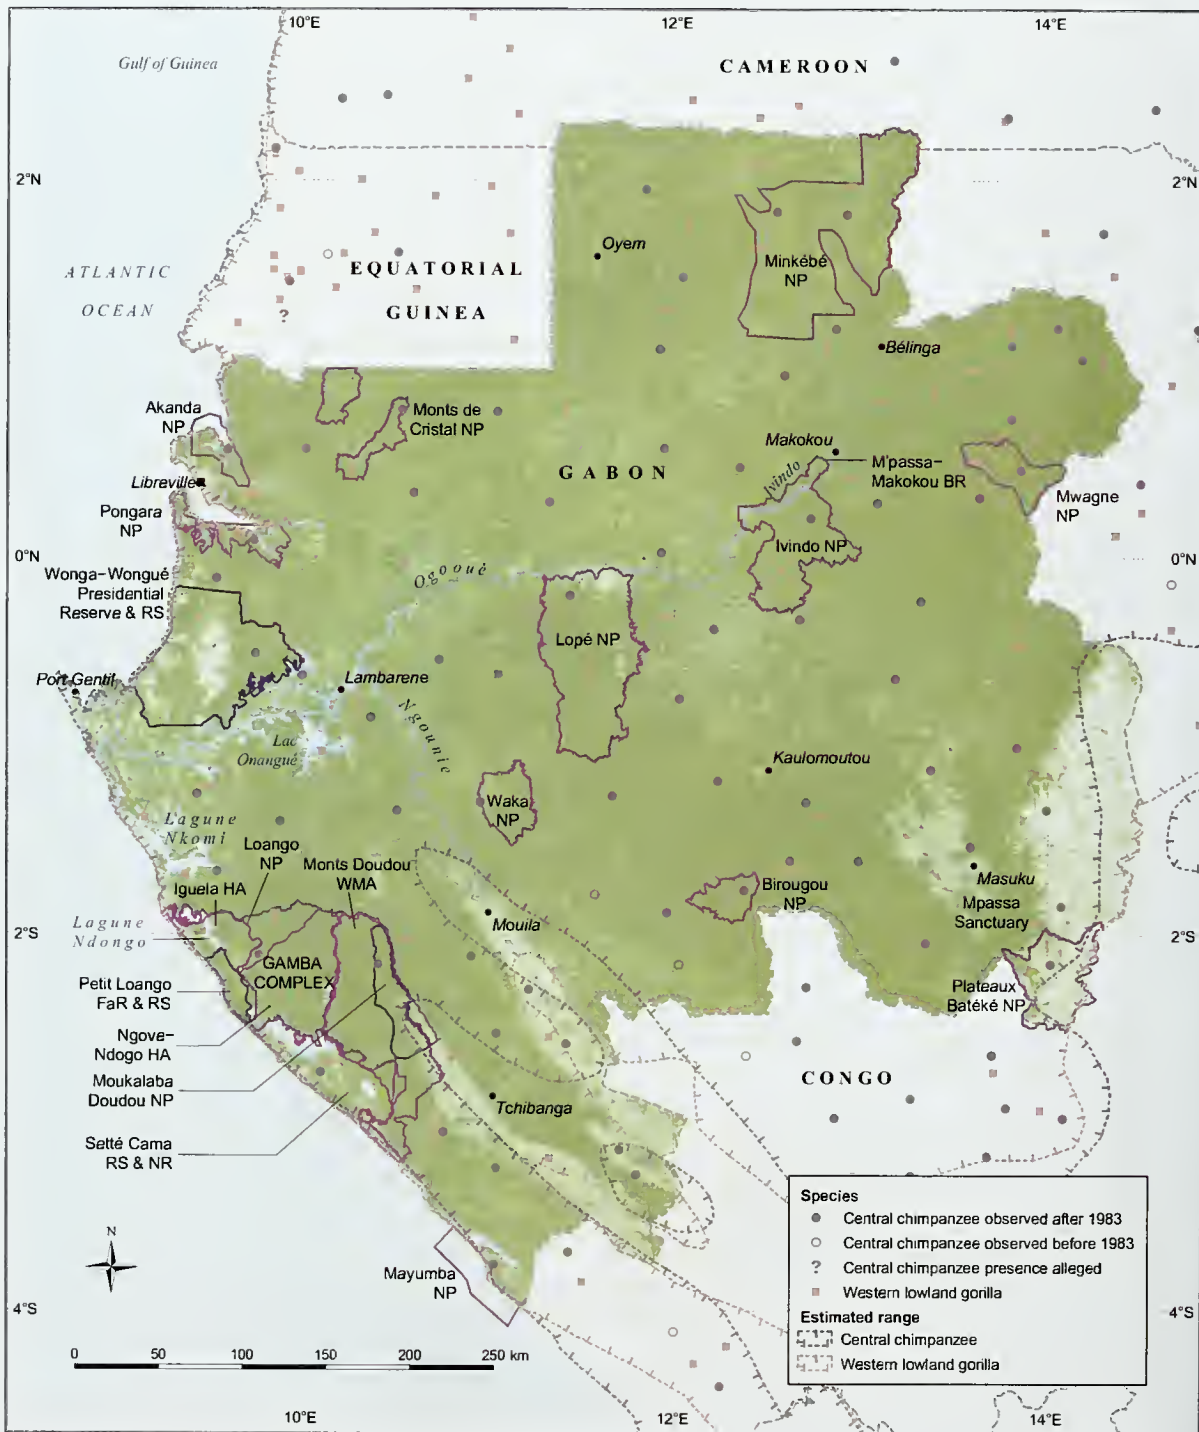 10°E
12°E
14°E
Gulf of Guinea
CAMEROON
2°N
2°N
Oyem
ATLANTIC
OCEAN
EQUATORIAL
GUINEA
?
Minkébé
NP
Bélinga
Akanda
NP
Monts de
Cristal NP
Makokou
GABON
Ivindo
M'passa–
Makokou BR
Libreville
Pongara
NP
Mwagne
NP
Ivindo NP
0°N
0°N
Wonga–Wongué
Presidential
Reserve & RS
Ogooué
Lopé NP
Port Gentil
Lambarene
Ngounie
Lac
Onangué
Kaulomoutou
Waka
NP
Lagune
Nkomi
Loango
NP
Monts Doudou
WMA
Iguela HA
Birougou
NP
Masuku
Mpassa
Sanctuary
Mouila
Lagune
Ndongo
2°S
2°S
GAMBA
COMPLEX
Petit Loango
FaR & RS
Plateaux
Batéké NP
Ngove–
Ndogo HA
CONGO
Moukalaba
Doudou NP
Tchibanga
Setté Cama
RS & NR
Species
Central chimpanzee observed after 1983
Central chimpanzee observed before 1983
? Central chimpanzee presence alleged
Western lowland gorilla
Estimated range
Central chimpanzee
Western lowland gorilla
N
Mayumba
NP
4°S
4°S
0 50 100 150 200 250 km
10°E
12°E
14°E